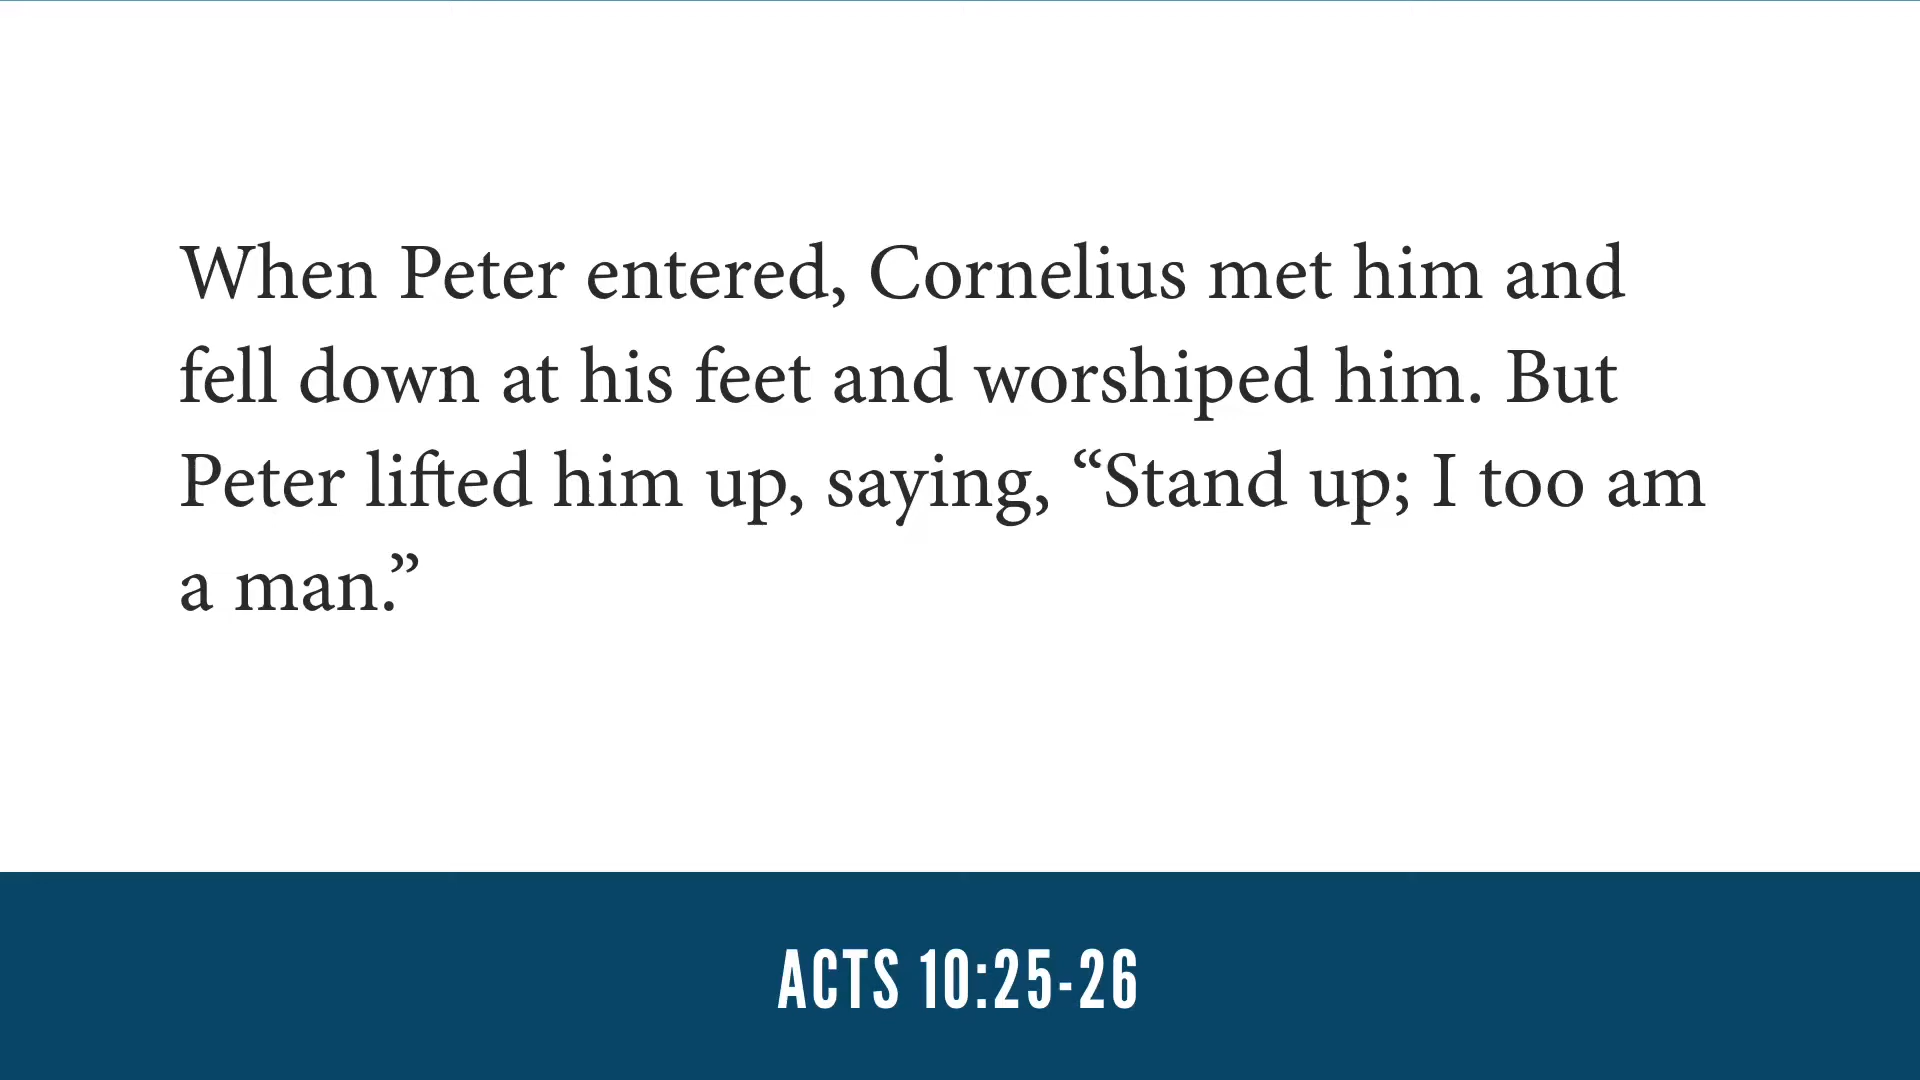 When Peter entered, Cornelius met him and
fell down at his feet and worshiped him. But
Peter lifted him up, saying, “Stand up; I too am
a man.”
ACTS 10:25-26